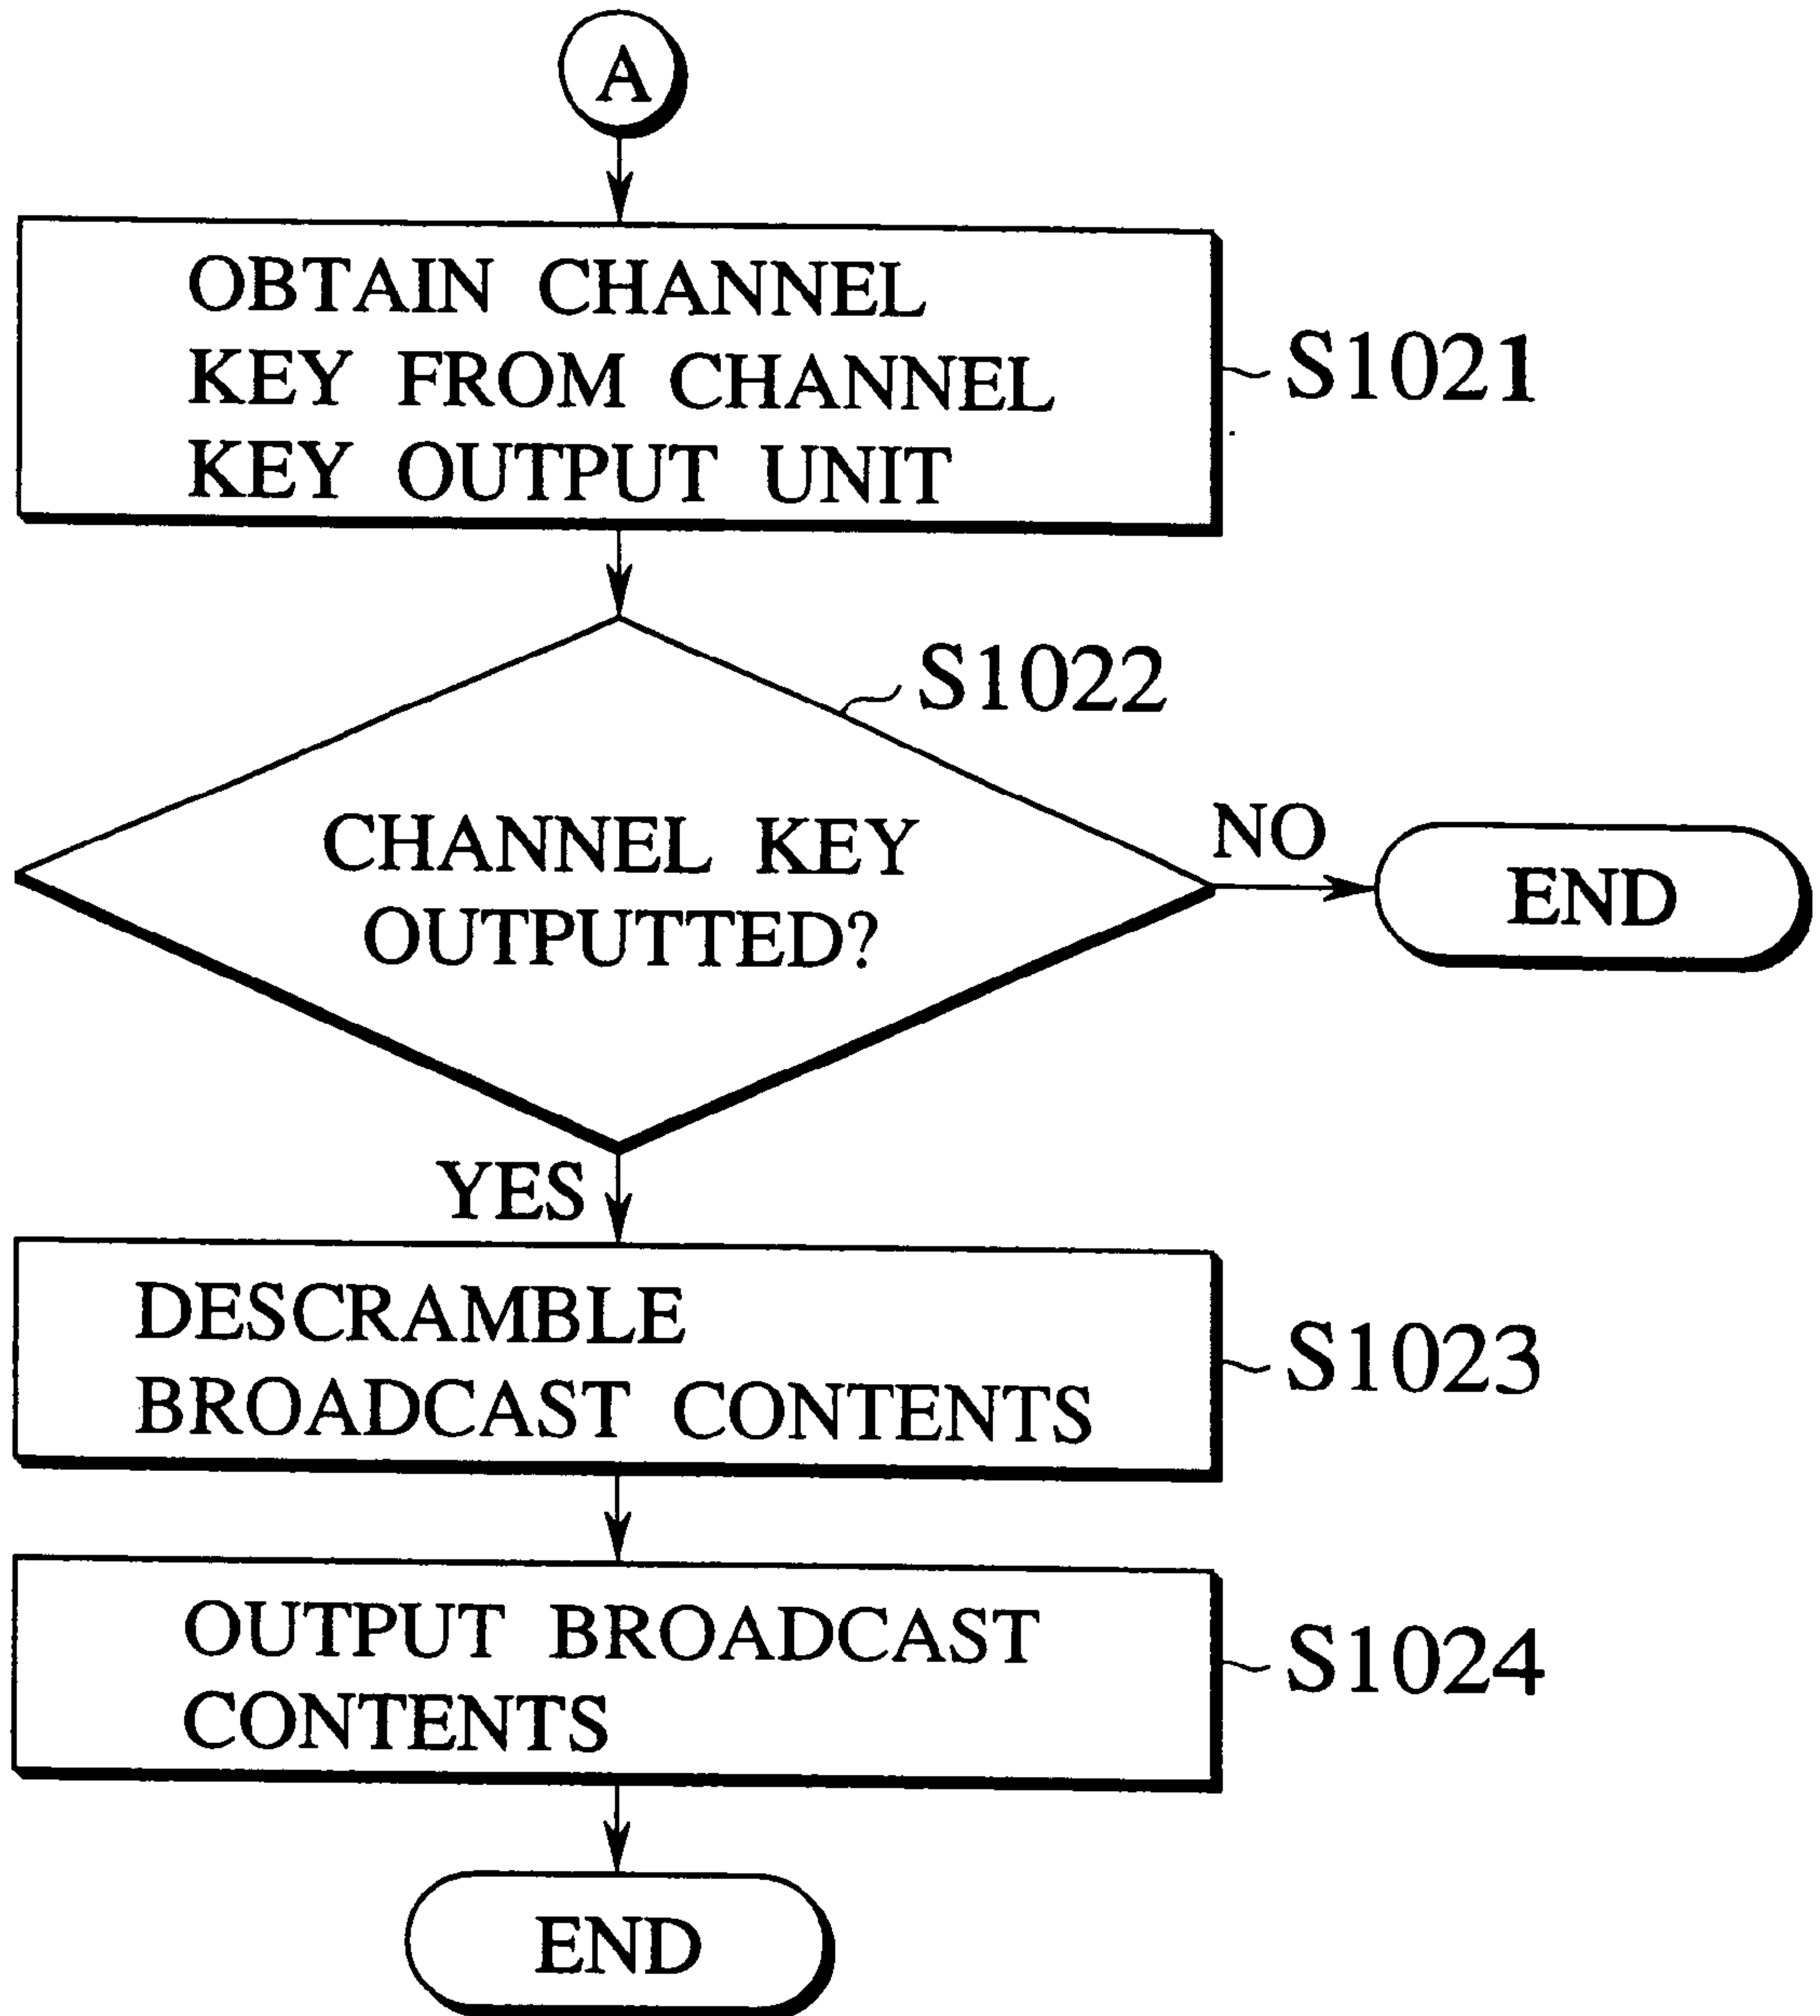 A
OBTAIN CHANNEL
KEY FROM CHANNEL
KEY OUTPUT UNIT
S1021
S1022
CHANNEL KEY
OUTPUTTED?
NO
END
YES
DESCRAMBLE
BROADCAST CONTENTS
S1023
OUTPUT BROADCAST
CONTENTS
S1024
END